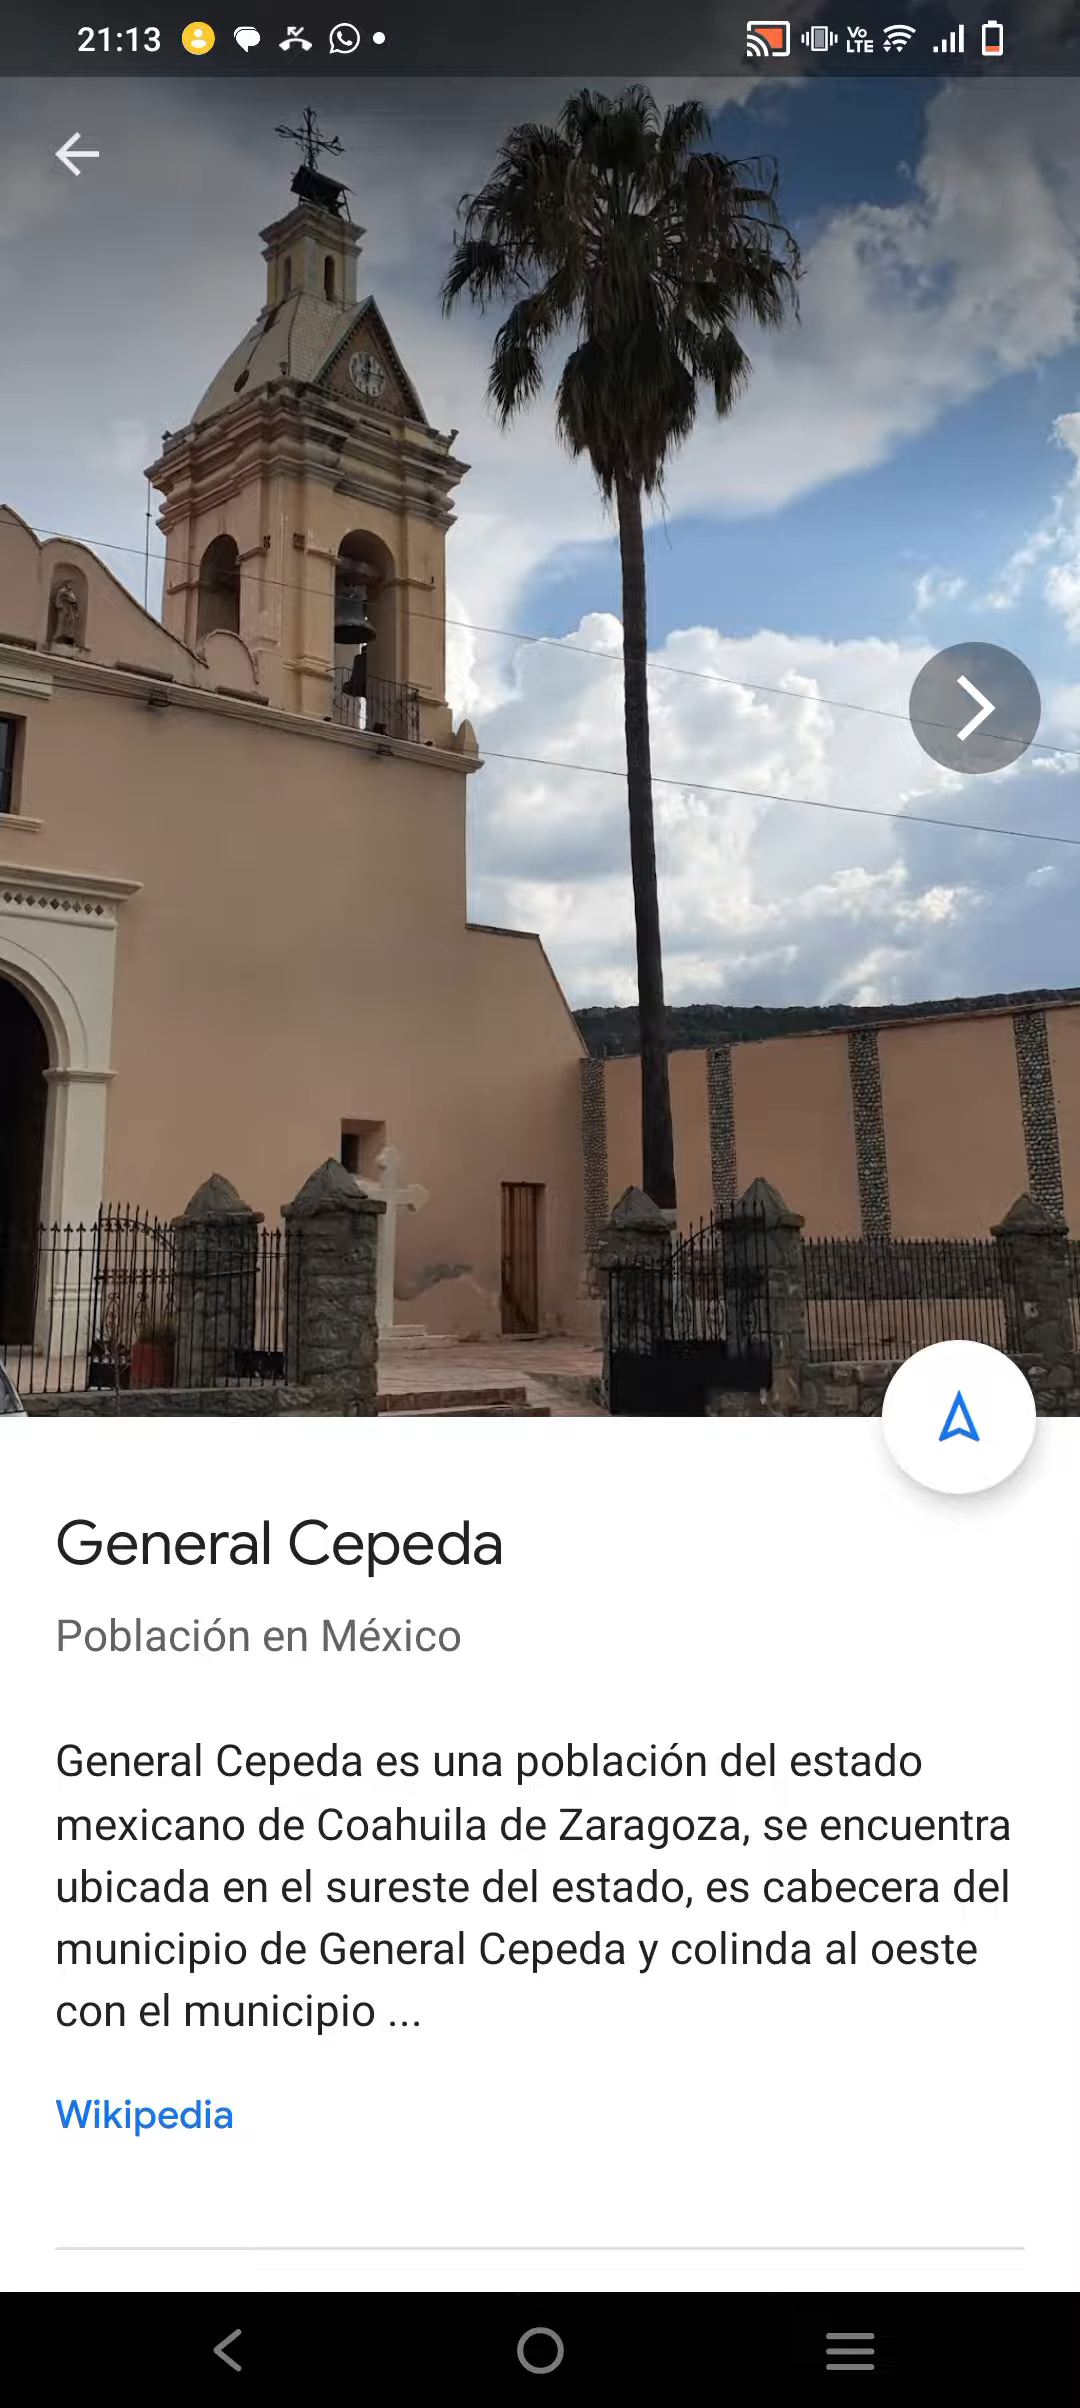 21:13
Vo
LTE
General Cepeda
Población en México
General Cepeda es una población del estado
mexicano de Coahuila de Zaragoza, se encuentra
ubicada en el sureste del estado, es cabecera del
municipio de General Cepeda y colinda al oeste
con el municipio ...
Wikipedia